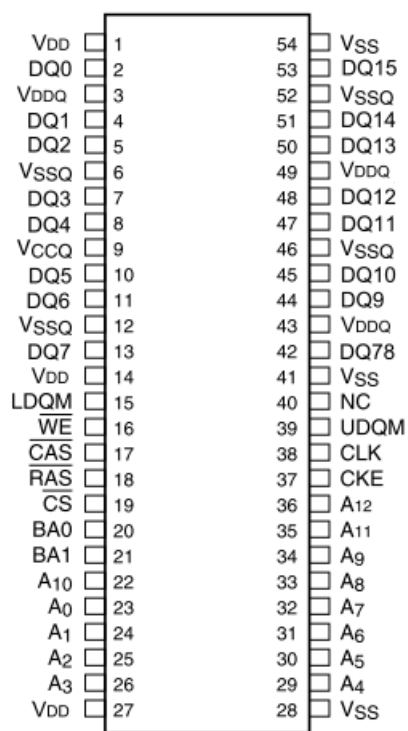 VDD 1 54 VSS
DQ0 2 53 DQ15
VDDQ 3 52 VSSQ
DQ1 4 51 DQ14
DQ2 5 50 DQ13
VSSQ 6 49 VDDQ
DQ3 7 48 DQ12
DQ4 8 47 DQ11
VCCQ 9 46 VSSQ
DQ5 10 45 DQ10
DQ6 11 44 DQ9
VSSQ 12 43 VDDQ
DQ7 13 42 DQ78
VDD 14 41 VSS
LDQM 15 40 NC
WE 16 39 UDQM
CAS 17 38 CLK
RAS 18 37 CKE
CS 19 36 A12
BA0 20 35 A11
BA1 21 34 A9
A10 22 33 A8
A0 23 32 A7
A1 24 31 A6
A2 25 30 A5
A3 26 29 A4
VDD 27 28 VSS